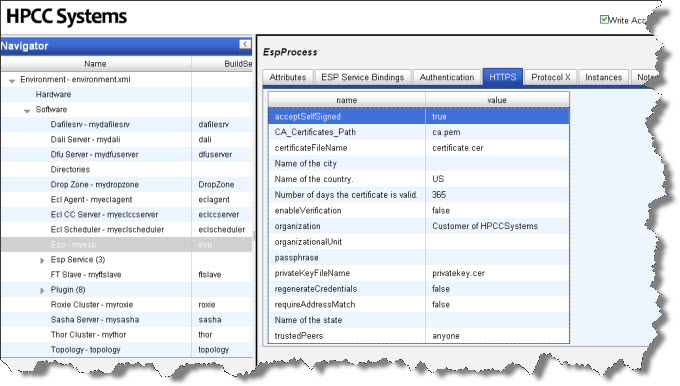 HPCC Systems
Write Acc
Navigator
Name BuildSe
Environment - environment.xml
Hardware
Software
Dafilesrv - mydafilesrv dafilesrv
Dali Server - mydali dali
Dfu Server - mydfuserver dfuserver
Directories
Drop Zone - mydropzone DropZone
Ecl Agent - myeclagent eclagent
Ecl CC Server - myeclccserver eclccserver
Ecl Scheduler - myeclscheduler eclscheduler
Esp - myesp esp
Esp Service (3)
FT Slave - myftslave ftslave
Plugin (8)
Roxie Cluster - myroxie roxie
Sasha Server - mysasha sasha
Thor Cluster - mythor thor
Topology - topology topology
EspProcess
Attributes ESP Service Bindings Authentication HTTPS Protocol X Instances Note
name value
acceptSelfSigned true
CA_Certificates_Path ca.pem
certificateFileName certificate.cer
Name of the city
Name of the country. US
Number of days the certificate is valid. 365
enableVerification false
organization Customer of HPCCSystems
organizationalUnit
passphrase
privateKeyFileName privatekey.cer
regenerateCredentials false
requireAddressMatch false
Name of the state
trustedPeers anyone